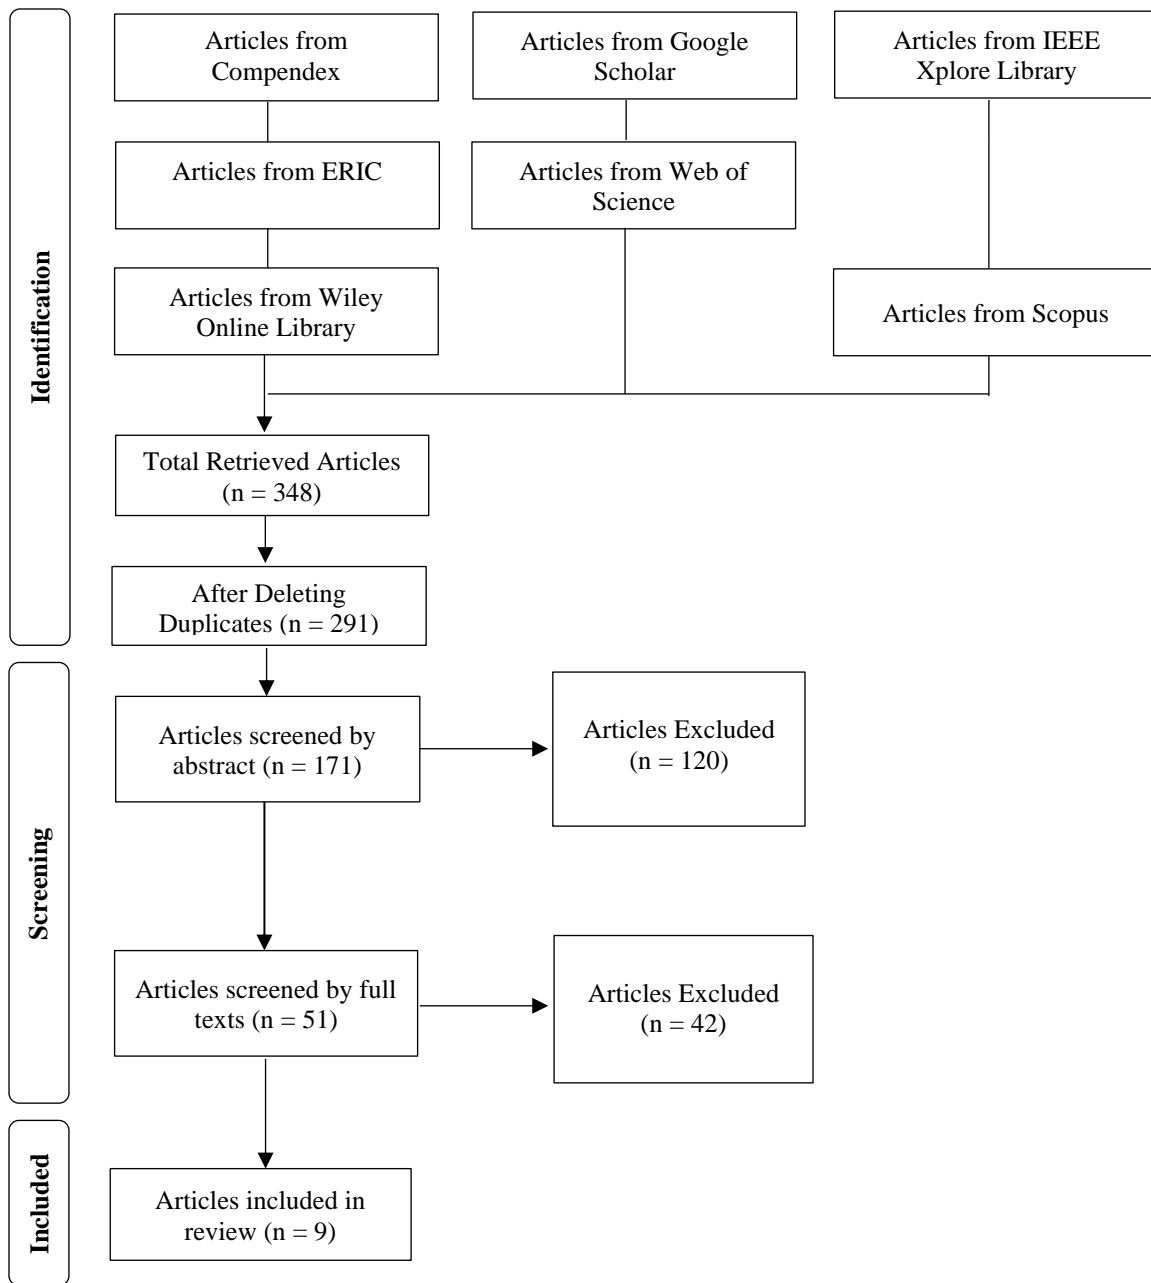 Identification
Articles from
Compendex
Articles from Google
Scholar
Articles from IEEE
Xplore Library
Articles from ERIC
Articles from Web of
Science
Articles from Wiley
Online Library
Articles from Scopus
Total Retrieved Articles
(n = 348)
After Deleting
Duplicates (n = 291)
Screening
Articles screened by
abstract (n = 171)
Articles Excluded
(n = 120)
Articles screened by full
texts (n = 51)
Articles Excluded
(n = 42)
Included
Articles included in
review (n = 9)